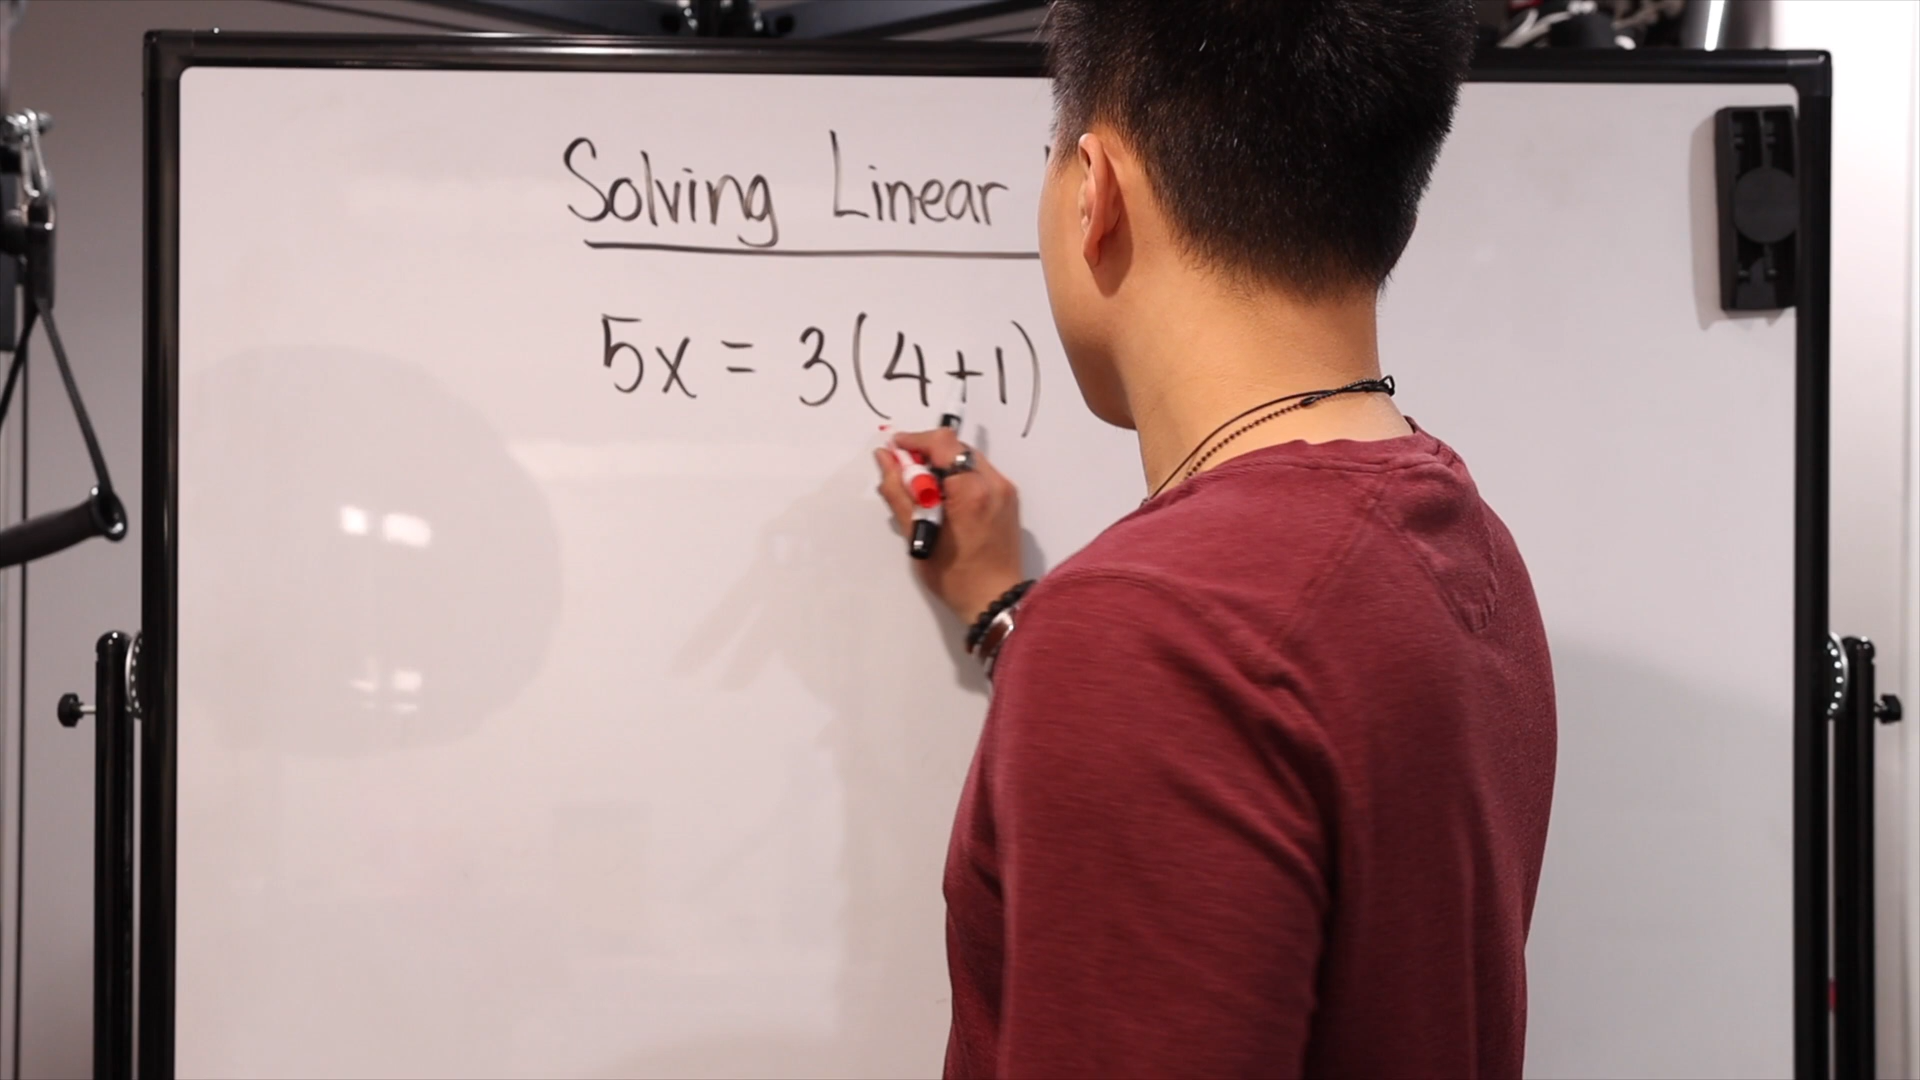 Solving Linear
5x = 3(4+1)